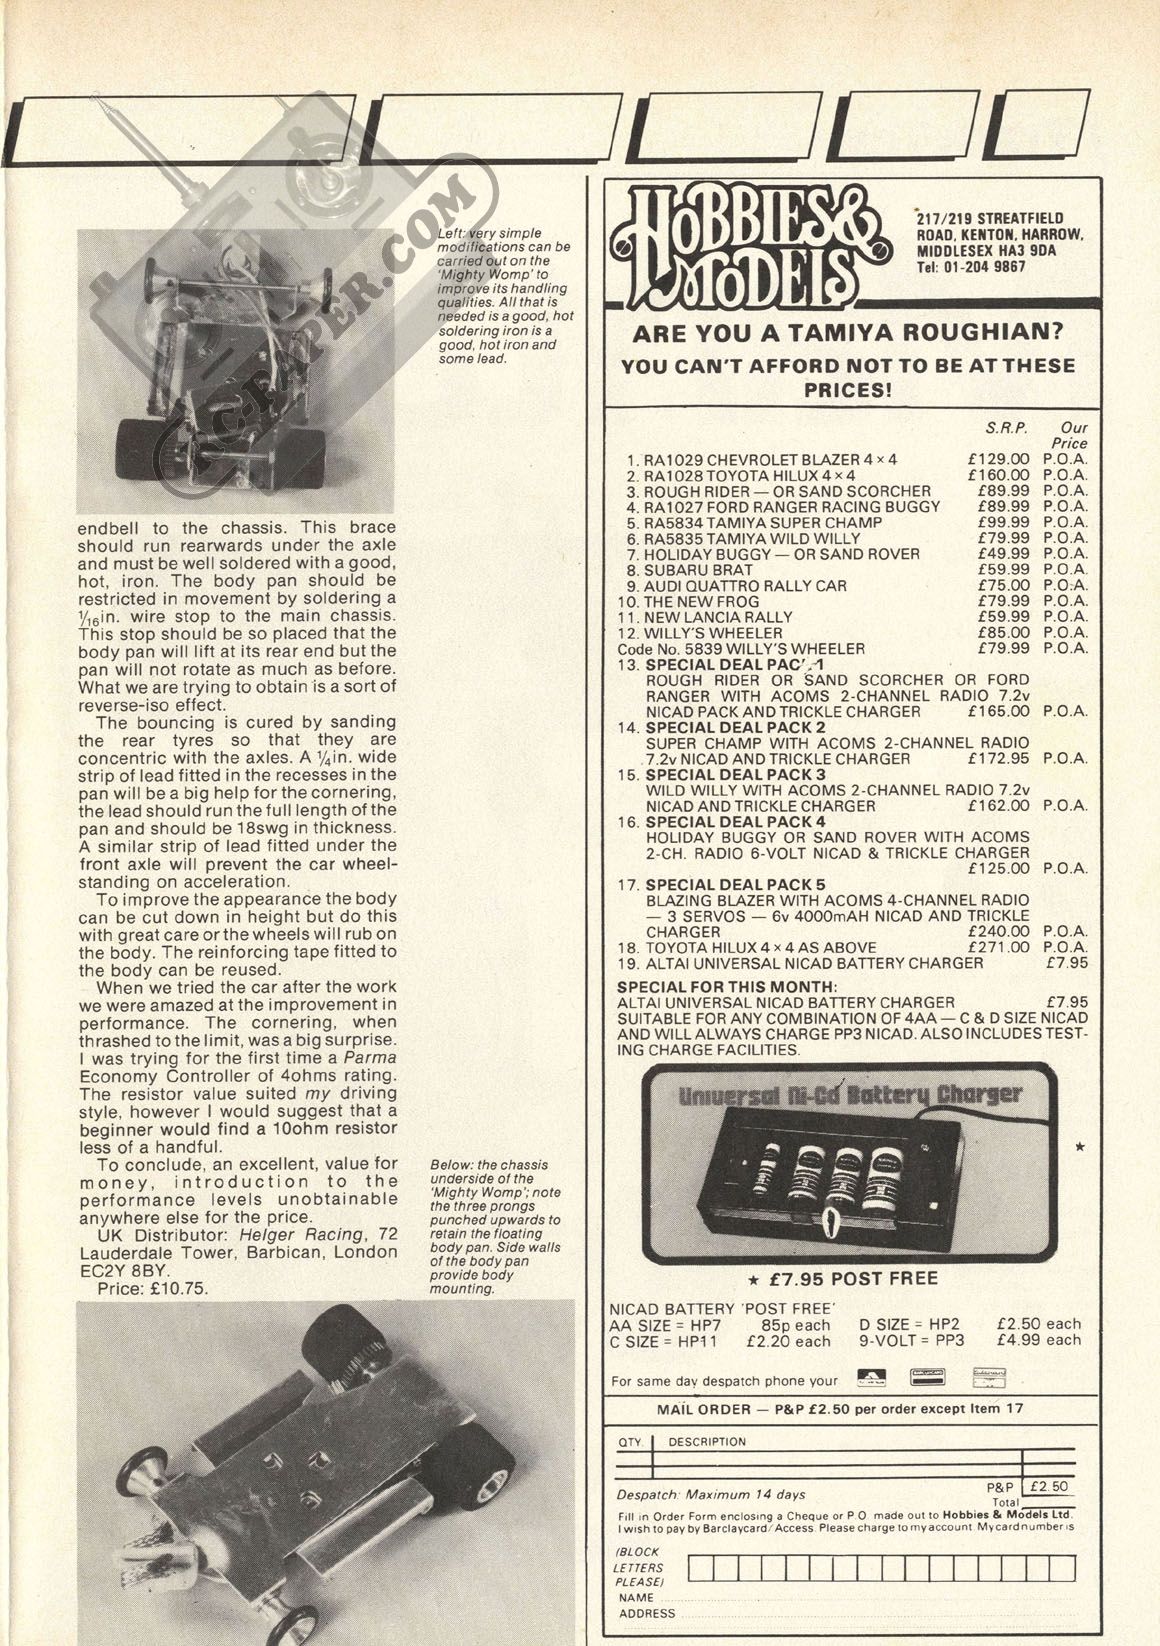 RC-PAPER.COM
Left: very simple
modifications can be
carried out on the
'Mighty Womp' to
improve its handling
qualities. All that is
needed is a good, hot
soldering iron is a
good, hot iron and
some lead.
endbell to the chassis. This brace
should run rearwards under the axle
and must be well soldered with a good,
hot, iron. The body pan should be
restricted in movement by soldering a
1/16in. wire stop to the main chassis.
This stop should be so placed that the
body pan will lift at its rear end but the
pan will not rotate as much as before.
What we are trying to obtain is a sort of
reverse-iso effect.
The bouncing is cured by sanding
the rear tyres so that they are
concentric with the axles. A 1/4in. wide
strip of lead fitted in the recesses in the
pan will be a big help for the cornering,
the lead should run the full length of the
pan and should be 18swg in thickness.
A similar strip of lead fitted under the
front axle will prevent the car wheel-
standing on acceleration.
To improve the appearance the body
can be cut down in height but do this
with great care or the wheels will rub on
the body. The reinforcing tape fitted to
the body can be reused.
When we tried the car after the work
we were amazed at the improvement in
performance. The cornering, when
thrashed to the limit, was a big surprise.
I was trying for the first time a Parma
Economy Controller of 4ohms rating.
The resistor value suited my driving
style, however I would suggest that a
beginner would find a 10ohm resistor
less of a handful.
To conclude, an excellent, value for
money, introduction to the
performance levels unobtainable
anywhere else for the price.
UK Distributor: Helger Racing, 72
Lauderdale Tower, Barbican, London
EC2Y 8BY.
Price: £10.75.
Below: the chassis
underside of the
'Mighty Womp'; note
the three prongs
punched upwards to
retain the floating
body pan. Side walls
of the body pan
provide body
mounting.
HOBBIES &
MODELS
217/219 STREATFIELD
ROAD, KENTON, HARROW,
MIDDLESEX HA3 9DA
Tel: 01-204 9867
ARE YOU A TAMIYA ROUGHIAN?
YOU CAN'T AFFORD NOT TO BE AT THESE
PRICES!
S.R.P. Our
Price
1. RA1029 CHEVROLET BLAZER 4 × 4 £129.00 P.O.A.
2. RA1028 TOYOTA HILUX 4 × 4 £160.00 P.O.A.
3. ROUGH RIDER — OR SAND SCORCHER £89.99 P.O.A.
4. RA1027 FORD RANGER RACING BUGGY £89.99 P.O.A.
5. RA5834 TAMIYA SUPER CHAMP £99.99 P.O.A.
6. RA5835 TAMIYA WILD WILLY £79.99 P.O.A.
7. HOLIDAY BUGGY — OR SAND ROVER £49.99 P.O.A.
8. SUBARU BRAT £59.99 P.O.A.
9. AUDI QUATTRO RALLY CAR £75.00 P.O.A.
10. THE NEW FROG £79.99 P.O.A.
11. NEW LANCIA RALLY £59.99 P.O.A.
12. WILLY'S WHEELER £85.00 P.O.A.
Code No. 5839 WILLY'S WHEELER £79.99 P.O.A.
13. SPECIAL DEAL PACK 1
ROUGH RIDER OR SAND SCORCHER OR FORD
RANGER WITH ACOMS 2-CHANNEL RADIO 7.2v
NICAD PACK AND TRICKLE CHARGER £165.00 P.O.A.
14. SPECIAL DEAL PACK 2
SUPER CHAMP WITH ACOMS 2-CHANNEL RADIO
7.2v NICAD AND TRICKLE CHARGER £172.95 P.O.A.
15. SPECIAL DEAL PACK 3
WILD WILLY WITH ACOMS 2-CHANNEL RADIO 7.2v
NICAD AND TRICKLE CHARGER £162.00 P.O.A.
16. SPECIAL DEAL PACK 4
HOLIDAY BUGGY OR SAND ROVER WITH ACOMS
2-CH. RADIO 6-VOLT NICAD & TRICKLE CHARGER
£125.00 P.O.A.
17. SPECIAL DEAL PACK 5
BLAZING BLAZER WITH ACOMS 4-CHANNEL RADIO
— 3 SERVOS — 6v 4000mAH NICAD AND TRICKLE
CHARGER £240.00 P.O.A.
18. TOYOTA HILUX 4 × 4 AS ABOVE £271.00 P.O.A.
19. ALTAI UNIVERSAL NICAD BATTERY CHARGER £7.95
SPECIAL FOR THIS MONTH:
ALTAI UNIVERSAL NICAD BATTERY CHARGER £7.95
SUITABLE FOR ANY COMBINATION OF 4AA — C & D SIZE NICAD
AND WILL ALWAYS CHARGE PP3 NICAD. ALSO INCLUDES TEST-
ING CHARGE FACILITIES.
Universal Ni-Cd Battery Charger
★
★ £7.95 POST FREE
NICAD BATTERY 'POST FREE'
AA SIZE = HP7 85p each D SIZE = HP2 £2.50 each
C SIZE = HP11 £2.20 each 9-VOLT = PP3 £4.99 each
For same day despatch phone your
MAIL ORDER — P&P £2.50 per order except Item 17
QTY. DESCRIPTION
Despatch: Maximum 14 days P&P £2.50
Total
Fill in Order Form enclosing a Cheque or P.O. made out to Hobbies & Models Ltd.
I wish to pay by Barclaycard/Access. Please charge to my account. My card number is
(BLOCK
LETTERS
PLEASE)
NAME
ADDRESS